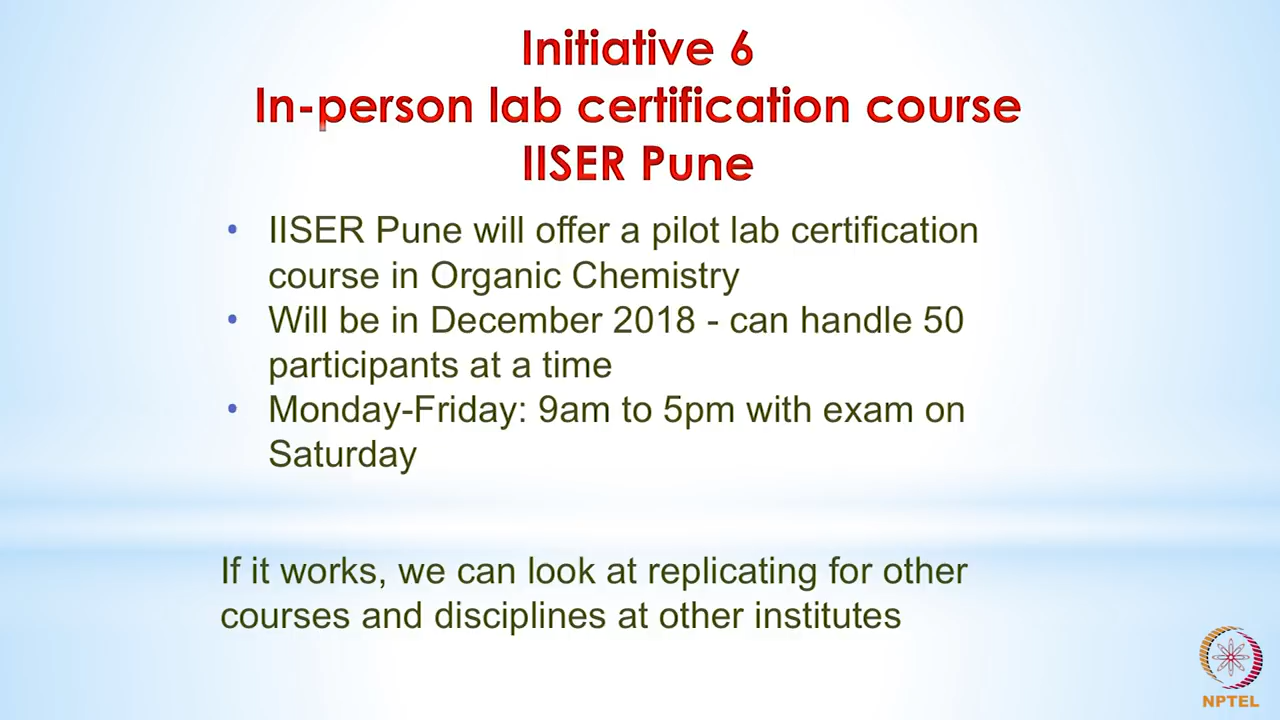 Initiative 6
In-person lab certification course
IISER Pune
• IISER Pune will offer a pilot lab certification
course in Organic Chemistry
• Will be in December 2018 - can handle 50
participants at a time
• Monday-Friday: 9am to 5pm with exam on
Saturday
If it works, we can look at replicating for other
courses and disciplines at other institutes
NPTEL